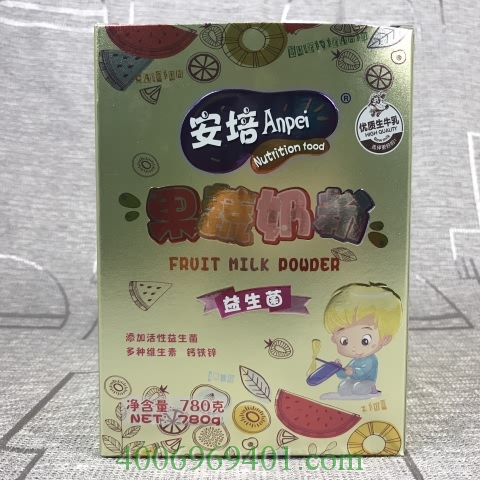 安培 Anpei
®
Nutrition food
优质生牛乳
HIGH QUALITY
果蔬奶粉
FRUIT MILK POWDER
益生菌
添加活性益生菌
多种维生素 钙铁锌
净含量: 780克
NET: 780g
4006969401.com